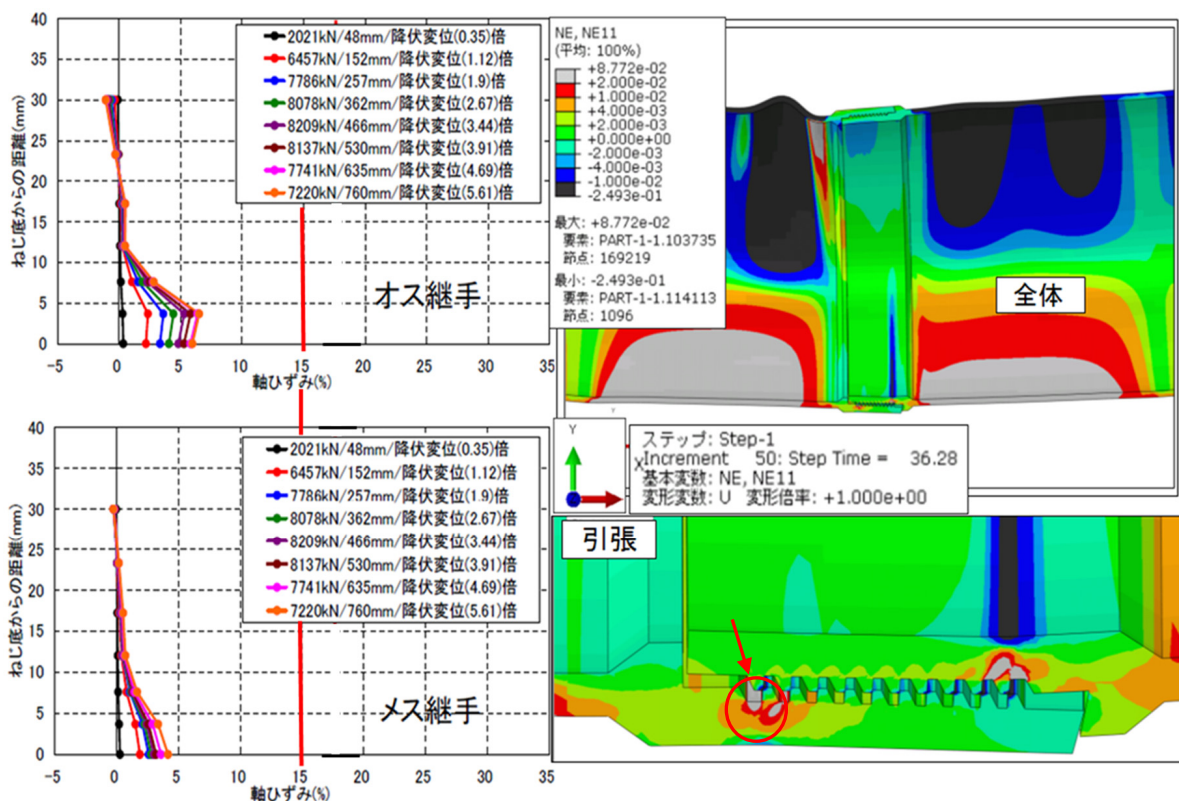 40
35
30
25
20
15
10
5
0
ねじ底からの距離(mm)
-5
0
5
10
15
20
25
30
35
軸ひずみ(%)
2021kN/48mm/降伏変位(0.35)倍
6457kN/152mm/降伏変位(1.12)倍
7786kN/257mm/降伏変位(1.9)倍
8078kN/362mm/降伏変位(2.67)倍
8209kN/466mm/降伏変位(3.44)倍
8137kN/530mm/降伏変位(3.91)倍
7741kN/635mm/降伏変位(4.69)倍
7220kN/760mm/降伏変位(5.61)倍
オス継手
40
35
30
25
20
15
10
5
0
ねじ底からの距離(mm)
-5
0
5
10
15
20
25
30
35
軸ひずみ(%)
2021kN/48mm/降伏変位(0.35)倍
6457kN/152mm/降伏変位(1.12)倍
7786kN/257mm/降伏変位(1.9)倍
8078kN/362mm/降伏変位(2.67)倍
8209kN/466mm/降伏変位(3.44)倍
8137kN/530mm/降伏変位(3.91)倍
7741kN/635mm/降伏変位(4.69)倍
7220kN/760mm/降伏変位(5.61)倍
メス継手
NE, NE11
(平均: 100%)
+8.772e-02
+2.000e-02
+1.000e-02
+4.000e-03
+2.000e-03
+0.000e+00
-2.000e-03
-4.000e-03
-1.000e-02
-2.493e-01
最大: +8.772e-02
要素: PART-1-1.103735
節点: 169219
最小: -2.493e-01
要素: PART-1-1.114113
節点: 1096
全体
Y
X
ステップ: Step-1
Increment 50: Step Time = 36.28
基本変数: NE, NE11
変形変数: U 変形倍率: +1.000e+00
引張